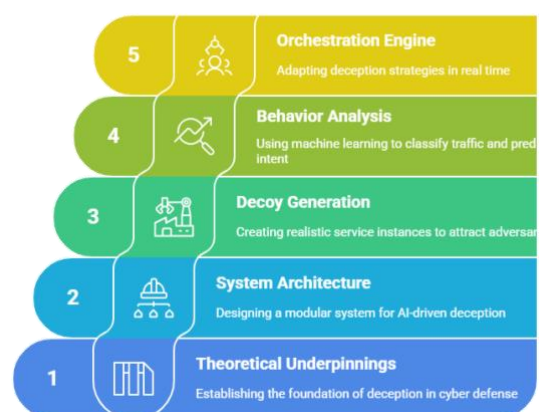 5
Orchestration Engine
Adapting deception strategies in real time
4
Behavior Analysis
Using machine learning to classify traffic and pred
intent
3
Decoy Generation
Creating realistic service instances to attract adversar
2
System Architecture
Designing a modular system for AI-driven deception
1
Theoretical Underpinnings
Establishing the foundation of deception in cyber defense